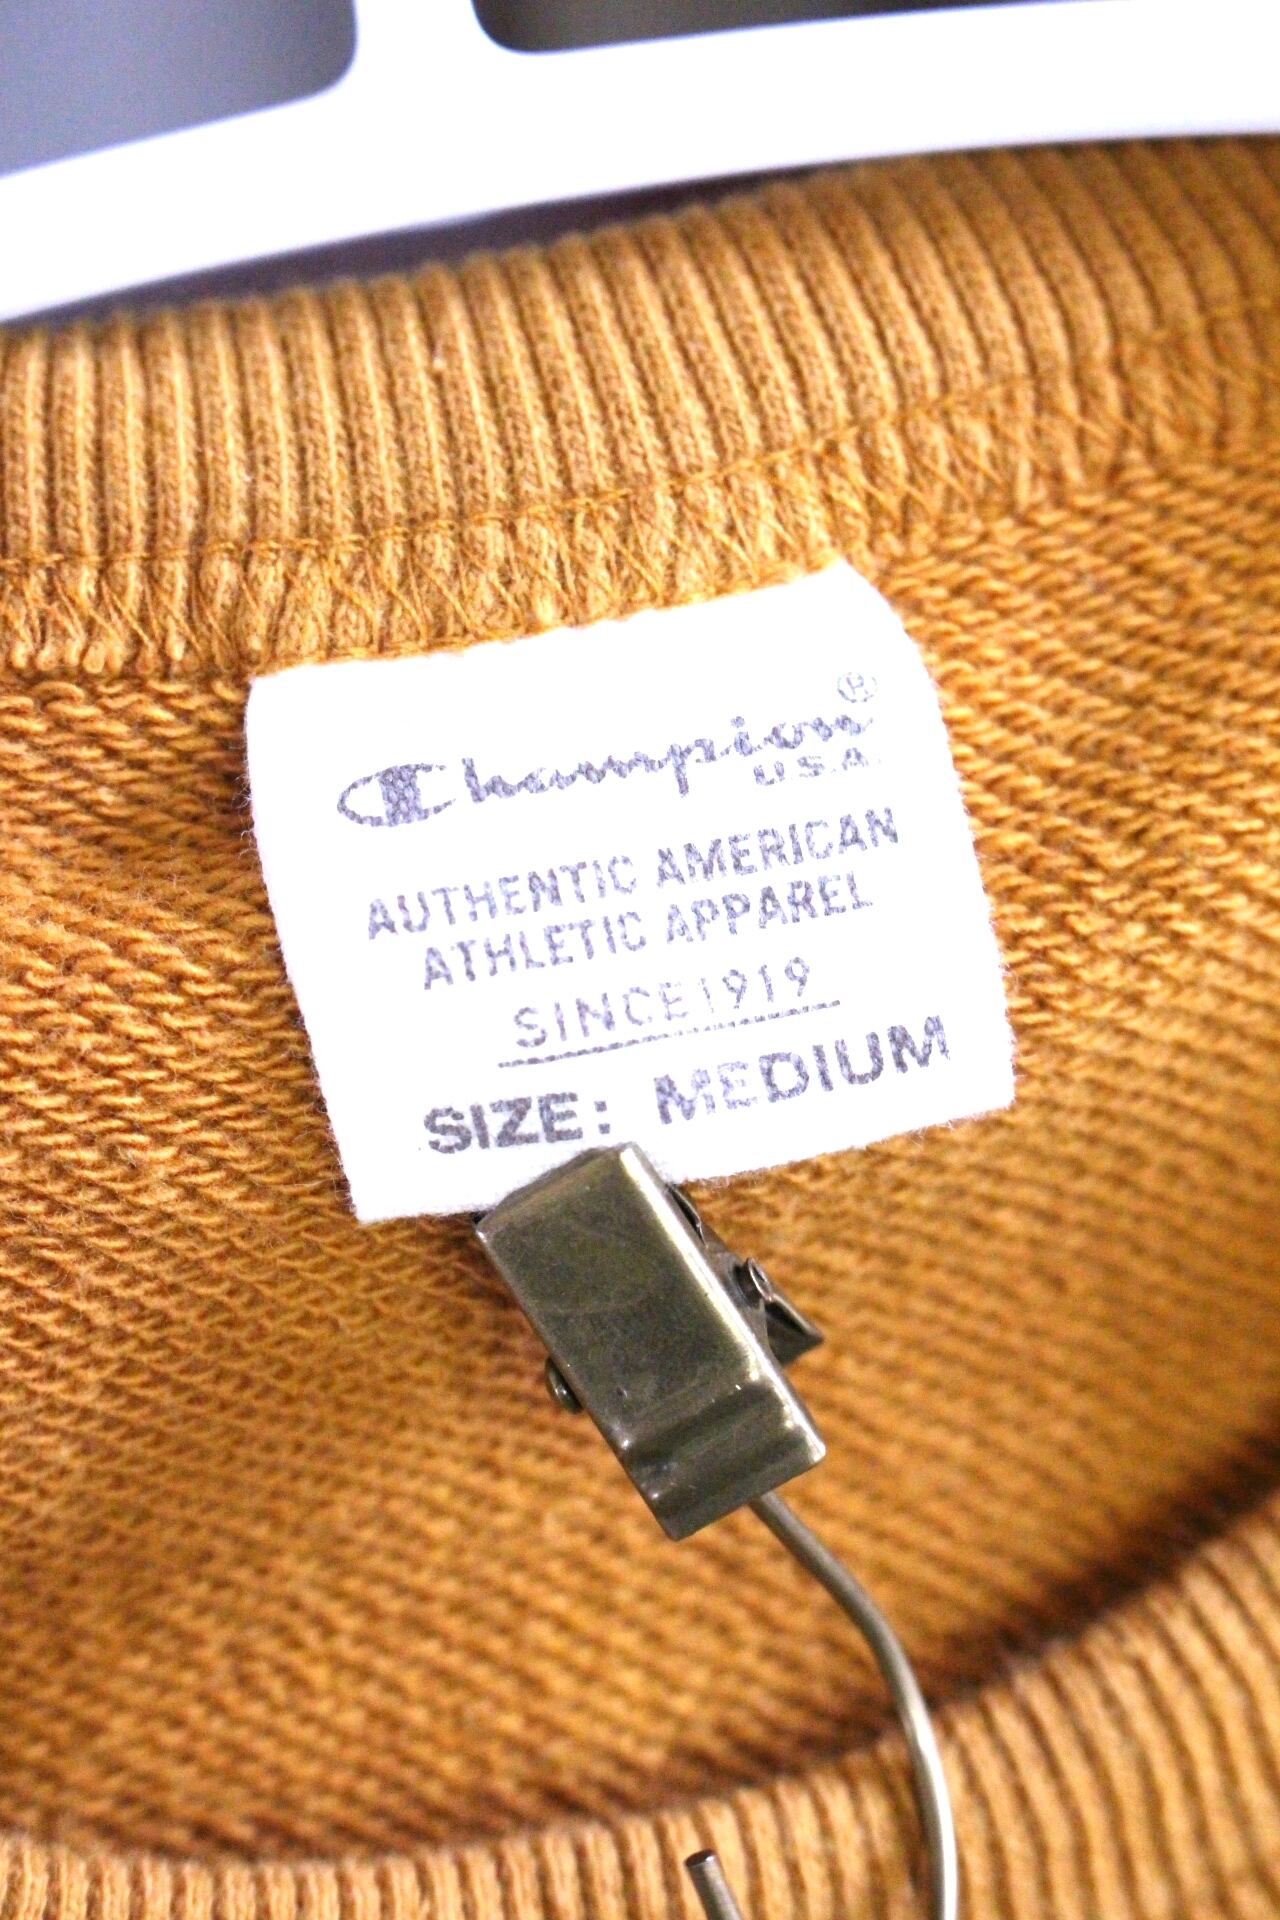 Champion®
U.S.A.
AUTHENTIC AMERICAN
ATHLETIC APPAREL
SINCE1919
SIZE: MEDIUM